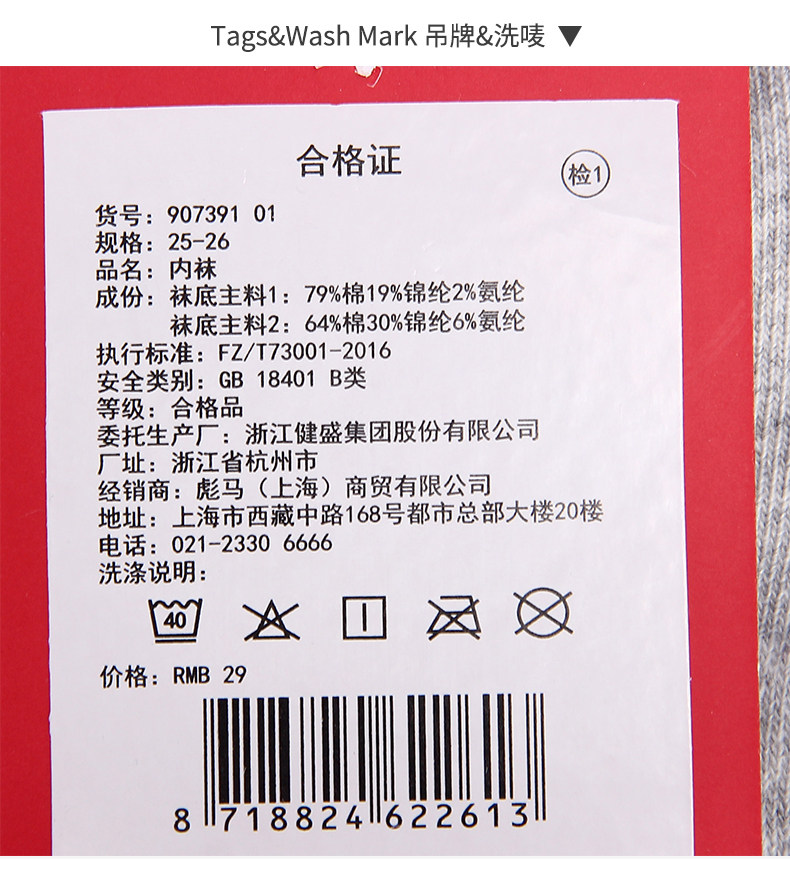 Tags&Wash Mark 吊牌&洗唛 ▼
合格证
检1
货号：907391 01
规格：25-26
品名：内袜
成份：袜底主料1：79%棉19%锦纶2%氨纶
袜底主料2：64%棉30%锦纶6%氨纶
执行标准：FZ/T73001-2016
安全类别：GB 18401 B类
等级：合格品
委托生产厂：浙江健盛集团股份有限公司
厂址：浙江省杭州市
经销商：彪马（上海）商贸有限公司
地址：上海市西藏中路168号都市总部大楼20楼
电话：021-2330 6666
洗涤说明：
40
价格：RMB 29
8 718824 622613